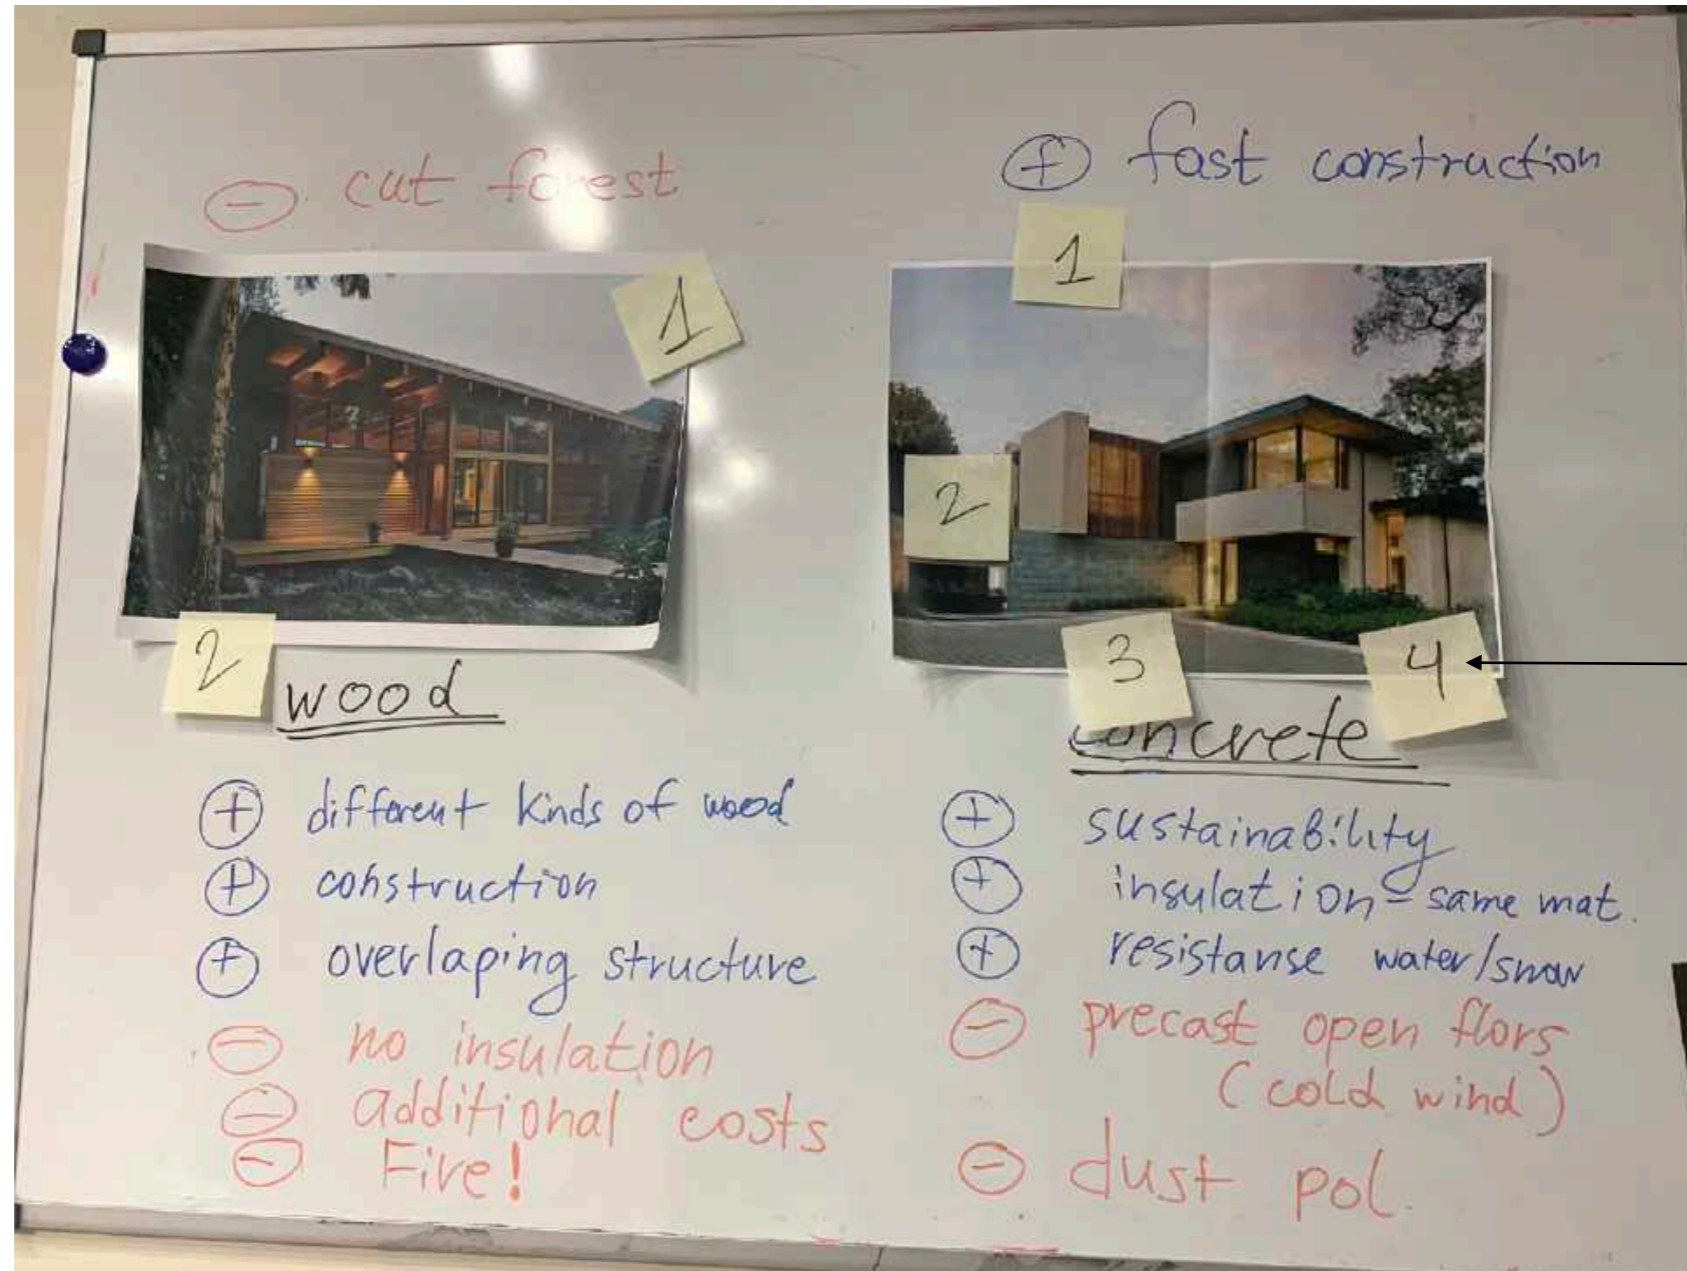 ⊖ cut forest
1
2
wood
⊕ different kinds of wood
⊕ construction
⊕ overlaping structure
⊖ no insulation
⊖ additional costs
⊖ Fire!
⊕ fast construction
1
2
3
4
concrete
⊕ sustainability
⊕ insulation - same mat.
⊕ resistanse water/snow
⊖ precast open flors
(cold wind)
⊖ dust pol.